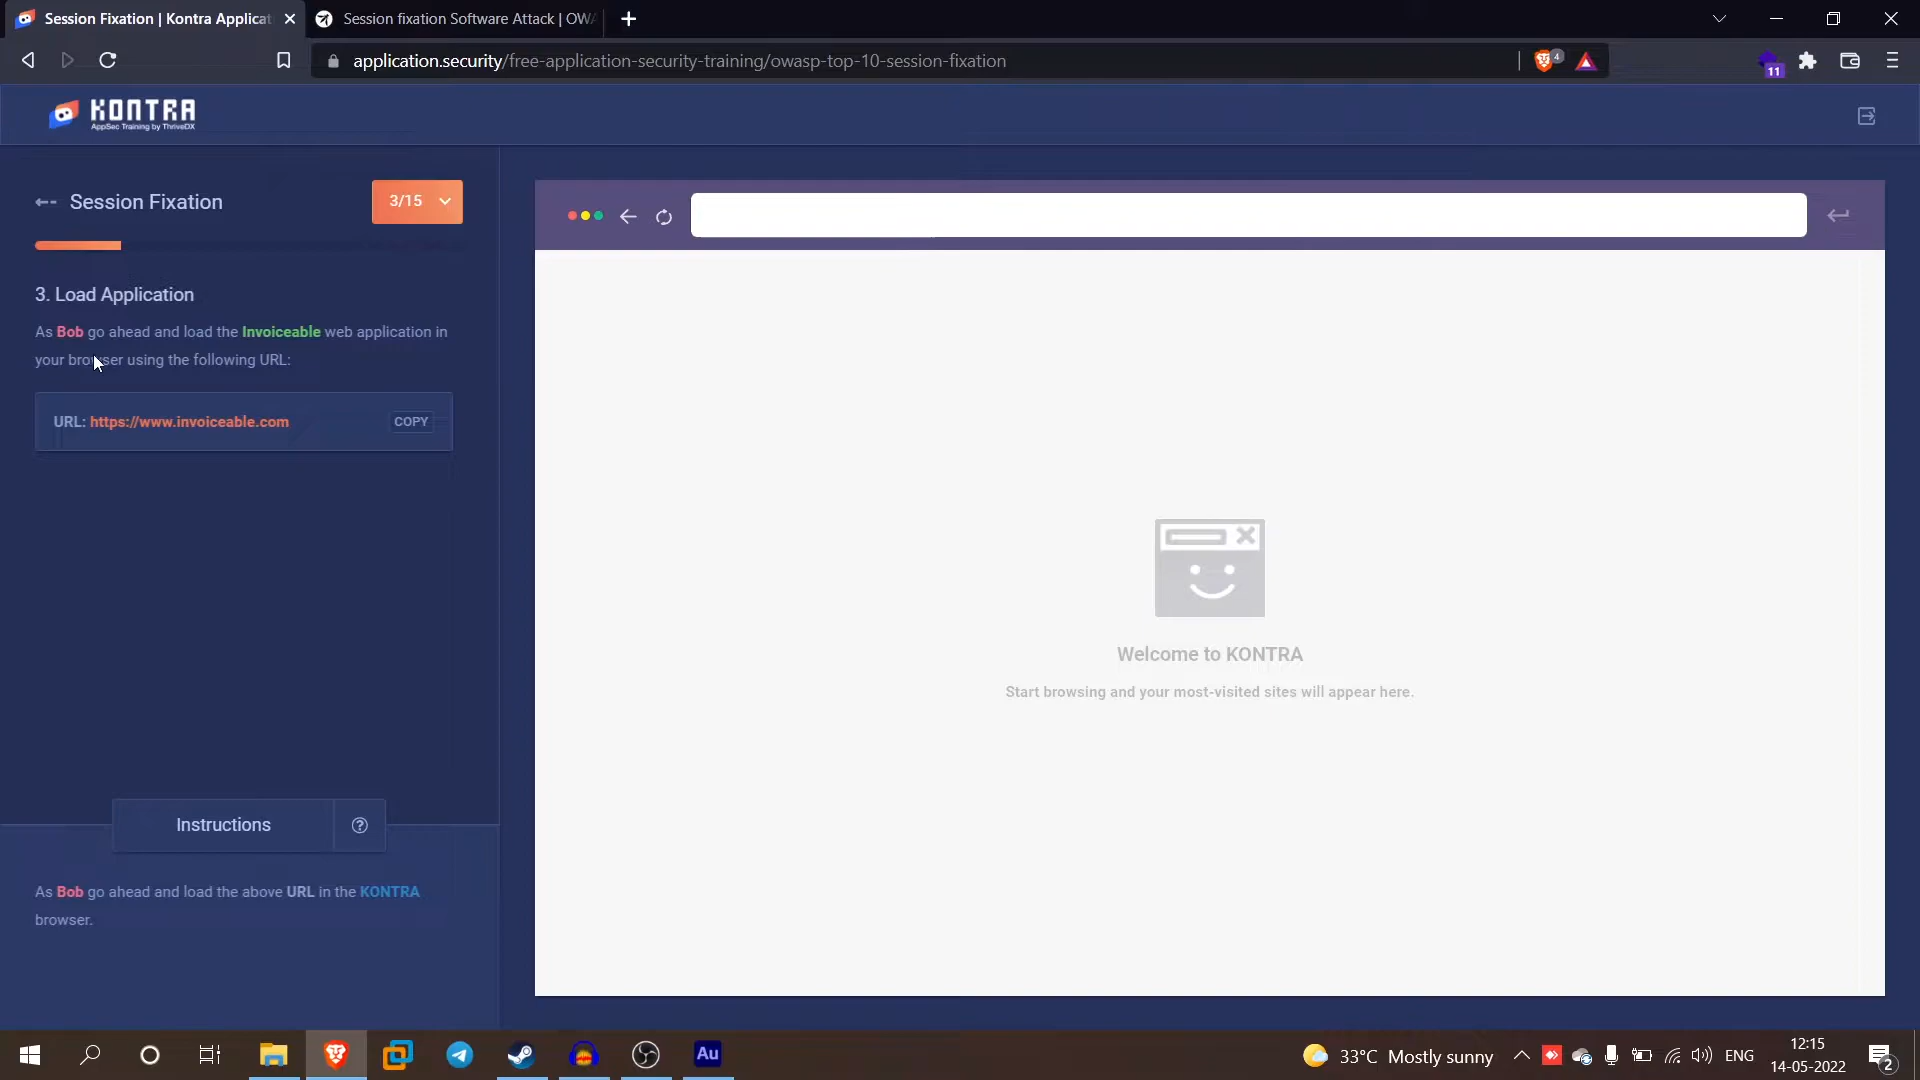 Session Fixation | Kontra Applicat
Session fixation Software Attack | OW
application.security/free-application-security-training/owasp-top-10-session-fixation
4
11
KONTRA
AppSec Training by ThriveDX
Session Fixation
3/15
3. Load Application
As Bob go ahead and load the Invoiceable web application in
your browser using the following URL:
URL: https://www.invoiceable.com
COPY
Welcome to KONTRA
Start browsing and your most-visited sites will appear here.
Instructions
As Bob go ahead and load the above URL in the KONTRA
browser.
Au
33°C Mostly sunny
ENG
12:15
14-05-2022
2